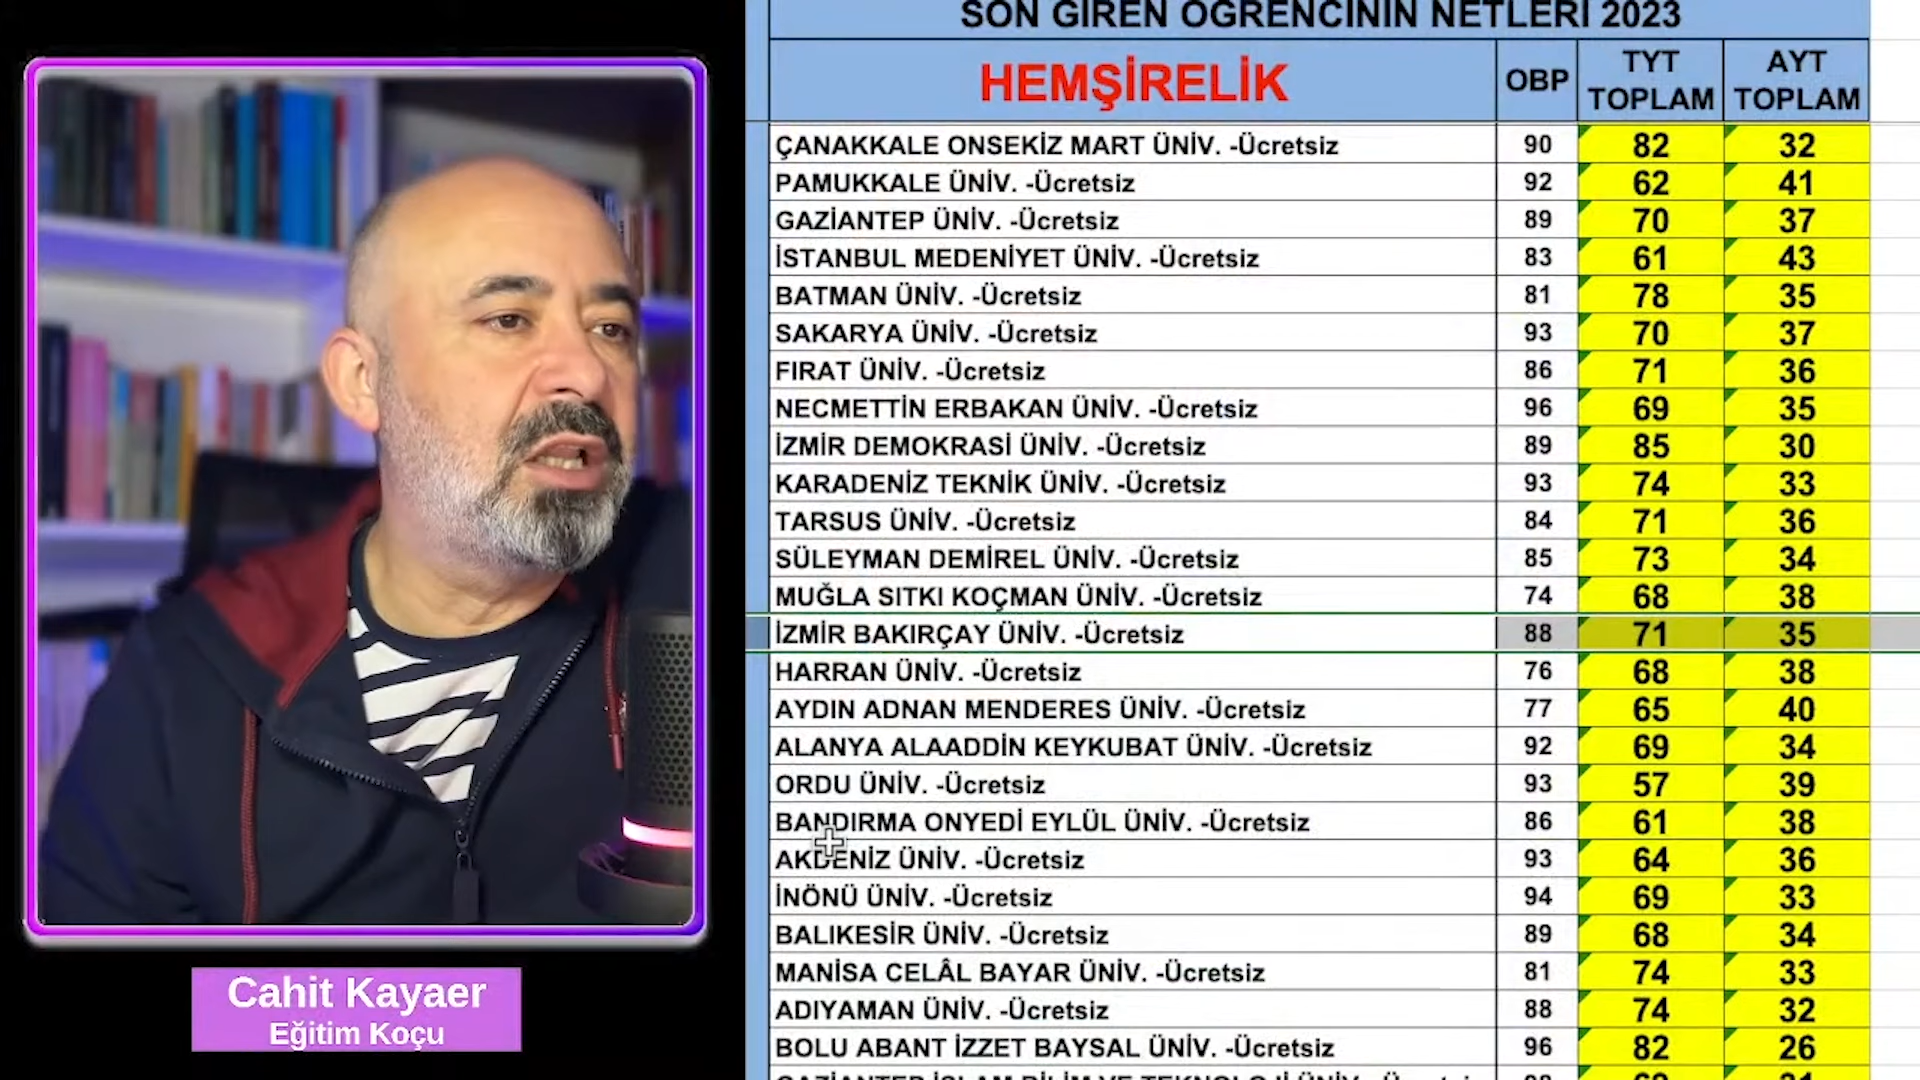 SON GİREN ÖĞRENCİNİN NETLERİ 2023
HEMŞİRELİK OBP TYT TOPLAM AYT TOPLAM
ÇANAKKALE ONSEKİZ MART ÜNİV. -Ücretsiz 90 82 32
PAMUKKALE ÜNİV. -Ücretsiz 92 62 41
GAZİANTEP ÜNİV. -Ücretsiz 89 70 37
İSTANBUL MEDENİYET ÜNİV. -Ücretsiz 83 61 43
BATMAN ÜNİV. -Ücretsiz 81 78 35
SAKARYA ÜNİV. -Ücretsiz 93 70 37
FIRAT ÜNİV. -Ücretsiz 86 71 36
NECMETTİN ERBAKAN ÜNİV. -Ücretsiz 96 69 35
İZMİR DEMOKRASİ ÜNİV. -Ücretsiz 89 85 30
KARADENİZ TEKNİK ÜNİV. -Ücretsiz 93 74 33
TARSUS ÜNİV. -Ücretsiz 84 71 36
SÜLEYMAN DEMİREL ÜNİV. -Ücretsiz 85 73 34
MUĞLA SITKI KOÇMAN ÜNİV. -Ücretsiz 74 68 38
İZMİR BAKIRÇAY ÜNİV. -Ücretsiz 88 71 35
HARRAN ÜNİV. -Ücretsiz 76 68 38
AYDIN ADNAN MENDERES ÜNİV. -Ücretsiz 77 65 40
ALANYA ALAADDİN KEYKUBAT ÜNİV. -Ücretsiz 92 69 34
ORDU ÜNİV. -Ücretsiz 93 57 39
BANDIRMA ONYEDİ EYLÜL ÜNİV. -Ücretsiz 86 61 38
AKDENİZ ÜNİV. -Ücretsiz 93 64 36
İNÖNÜ ÜNİV. -Ücretsiz 94 69 33
BALIKESİR ÜNİV. -Ücretsiz 89 68 34
MANİSA CELÂL BAYAR ÜNİV. -Ücretsiz 81 74 33
ADIYAMAN ÜNİV. -Ücretsiz 88 74 32
BOLU ABANT İZZET BAYSAL ÜNİV. -Ücretsiz 96 82 26
Cahit Kayaer
Eğitim Koçu